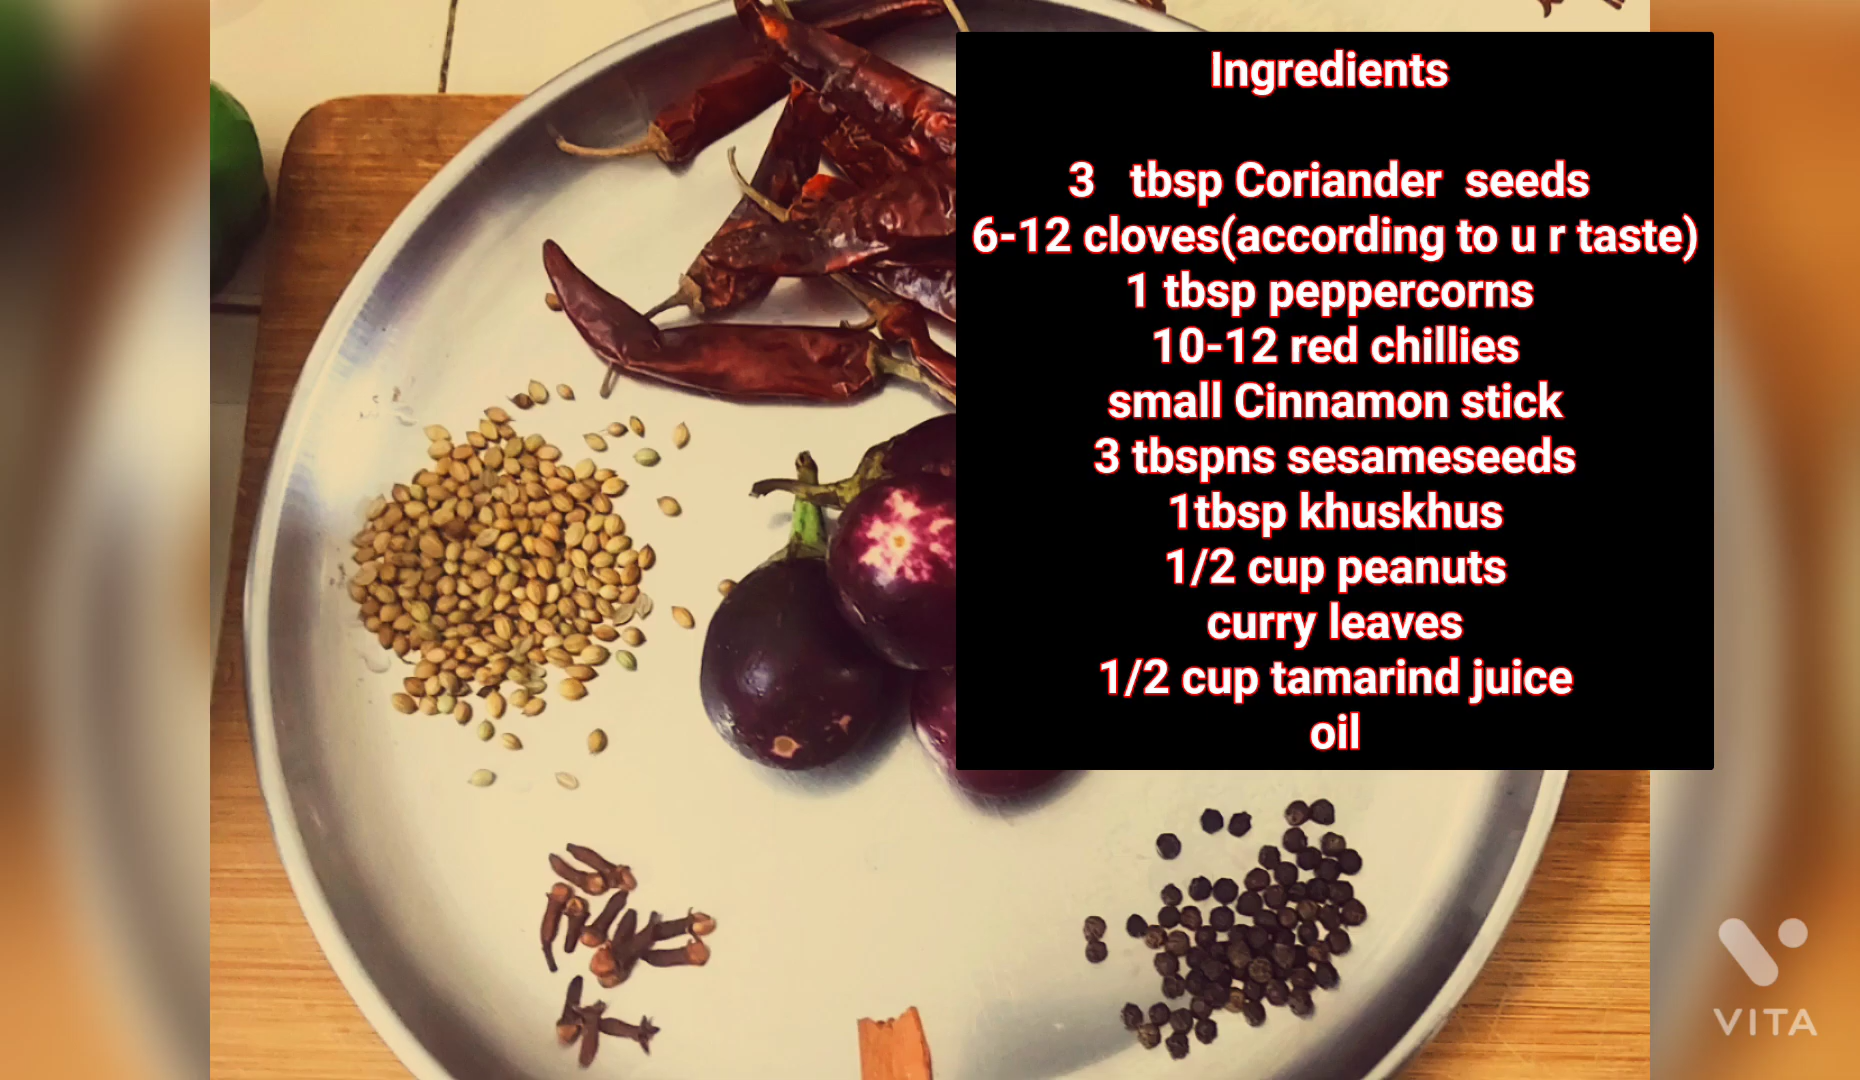 Ingredients
3 tbsp Coriander seeds
6-12 cloves(according to u r taste)
1 tbsp peppercorns
10-12 red chillies
small Cinnamon stick
3 tbspns sesameseeds
1tbsp khuskhus
1/2 cup peanuts
curry leaves
1/2 cup tamarind juice
oil
VITA